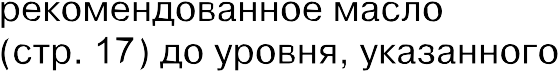 рекомендованное масло
(стр. 17) до уровня, указанного